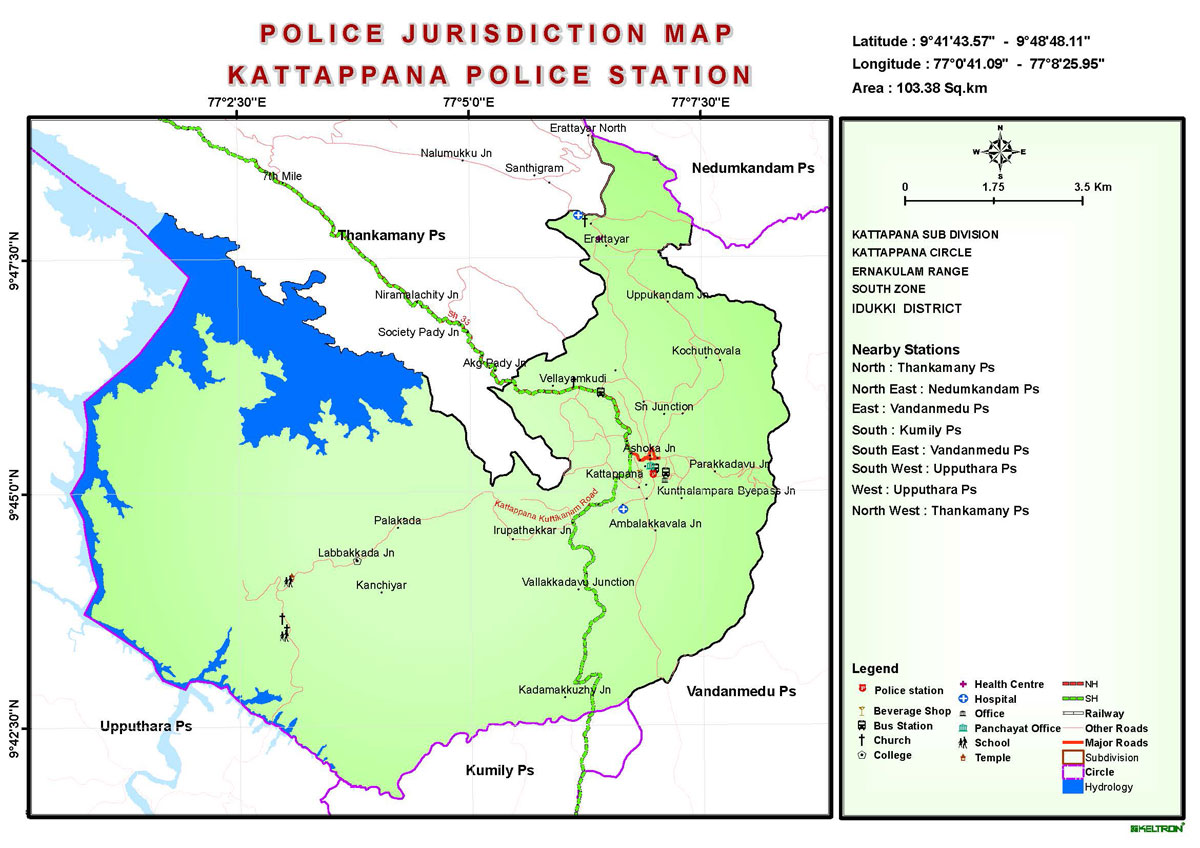 POLICE JURISDICTION MAP
KATTAPPANA POLICE STATION
Latitude : 9°41'43.57" - 9°48'48.11"
Longitude : 77°0'41.09" - 77°8'25.95"
Area : 103.38 Sq.km
77°2'30"E
77°5'0"E
77°7'30"E
9°47'30"N
9°45'0"N
9°42'30"N
Erattayar North
Nalumukku Jn
Santhigram
Nedumkandam Ps
7th Mile
Thankamany Ps
Erattayar
Niramalachity Jn
Uppukandam Jn
Sh 35
Society Pady Jn
Kochuthovala
Akg Pady Jn
Vellayamkudi
Sn Junction
Ashoka Jn
Parakkadavu Jn
Kattappana
Kunthalampara Byepass Jn
Kattappana Kuttikanam Road
Palakada
Irupathekkar Jn
Ambalakkavala Jn
Labbakkada Jn
Kanchiyar
Vallakkadavu Junction
Kadamakkuzhy Jn
Vandanmedu Ps
Upputhara Ps
Kumily Ps
N
W
E
S
0
1.75
3.5 Km
KATTAPANA SUB DIVISION
KATTAPPANA CIRCLE
ERNAKULAM RANGE
SOUTH ZONE
IDUKKI DISTRICT
Nearby Stations
North : Thankamany Ps
North East : Nedumkandam Ps
East : Vandanmedu Ps
South : Kumily Ps
South East : Vandanmedu Ps
South West : Upputhara Ps
West : Upputhara Ps
North West : Thankamany Ps
Legend
Police station
Beverage Shop
Bus Station
Church
College
Health Centre
Hospital
Office
Panchayat Office
School
Temple
NH
SH
Railway
Other Roads
Major Roads
Subdivision
Circle
Hydrology
KELTRON